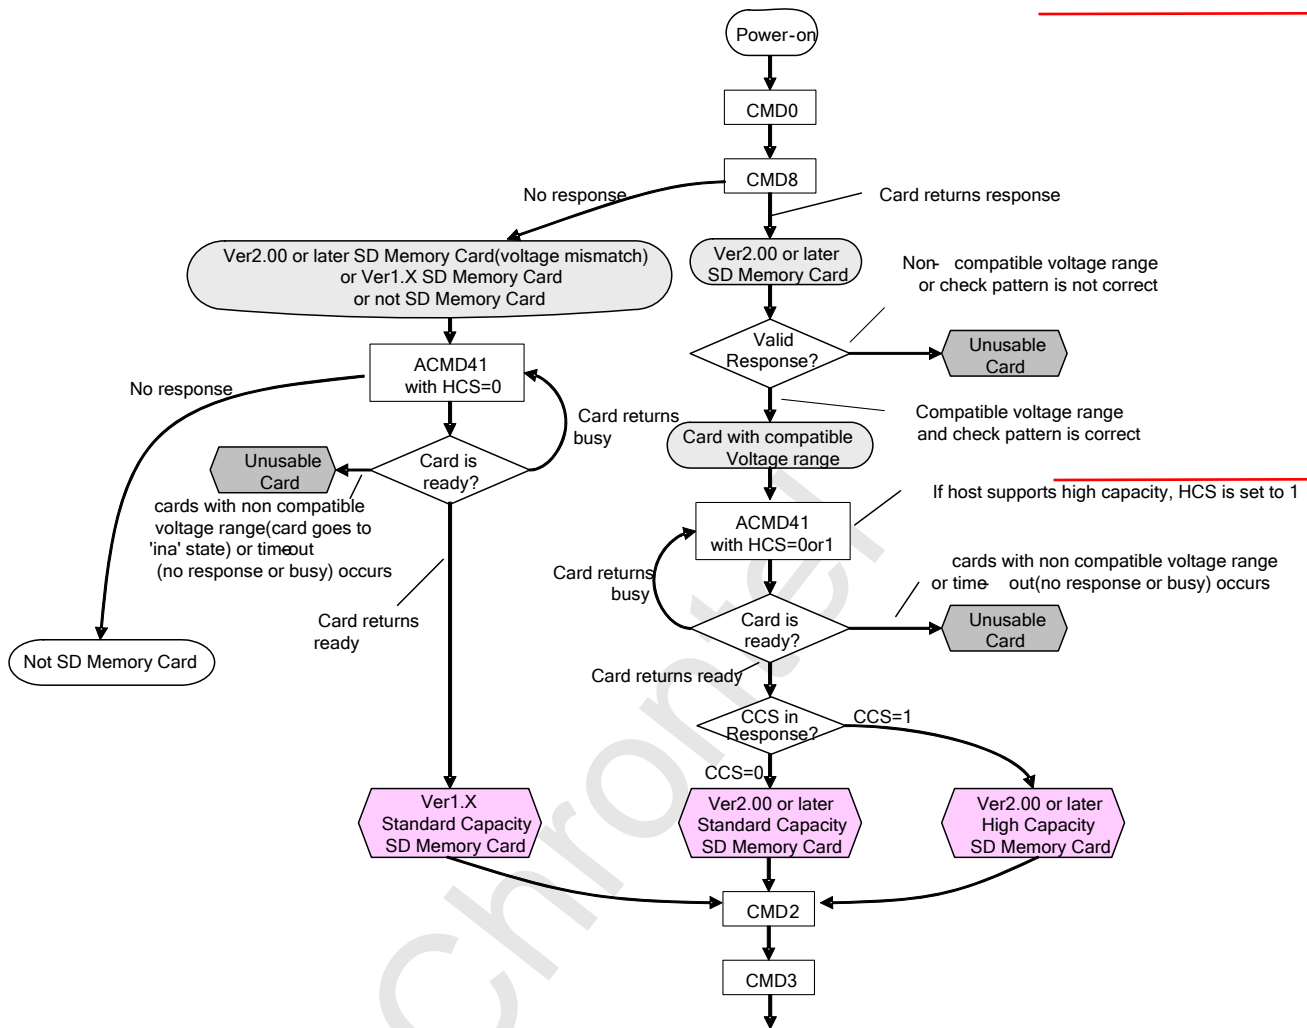 Power-on
CMD0
CMD8
No response
Card returns response
Ver2.00 or later SD Memory Card(voltage mismatch)
or Ver1.X SD Memory Card
or not SD Memory Card
Ver2.00 or later
SD Memory Card
Non- compatible voltage range
or check pattern is not correct
Valid
Response?
Unusable
Card
ACMD41
with HCS=0
No response
Card returns
busy
Compatible voltage range
and check pattern is correct
Card with compatible
Voltage range
Unusable
Card
Card is
ready?
cards with non compatible
voltage range(card goes to
'ina' state) or time-out
(no response or busy) occurs
If host supports high capacity, HCS is set to 1
ACMD41
with HCS=0or1
Card returns
busy
cards with non compatible voltage range
or time- out(no response or busy) occurs
Card returns
ready
Card is
ready?
Unusable
Card
Not SD Memory Card
Card returns ready
CCS in
Response?
CCS=1
CCS=0
Ver1.X
Standard Capacity
SD Memory Card
Ver2.00 or later
Standard Capacity
SD Memory Card
Ver2.00 or later
High Capacity
SD Memory Card
CMD2
CMD3
Chrontel